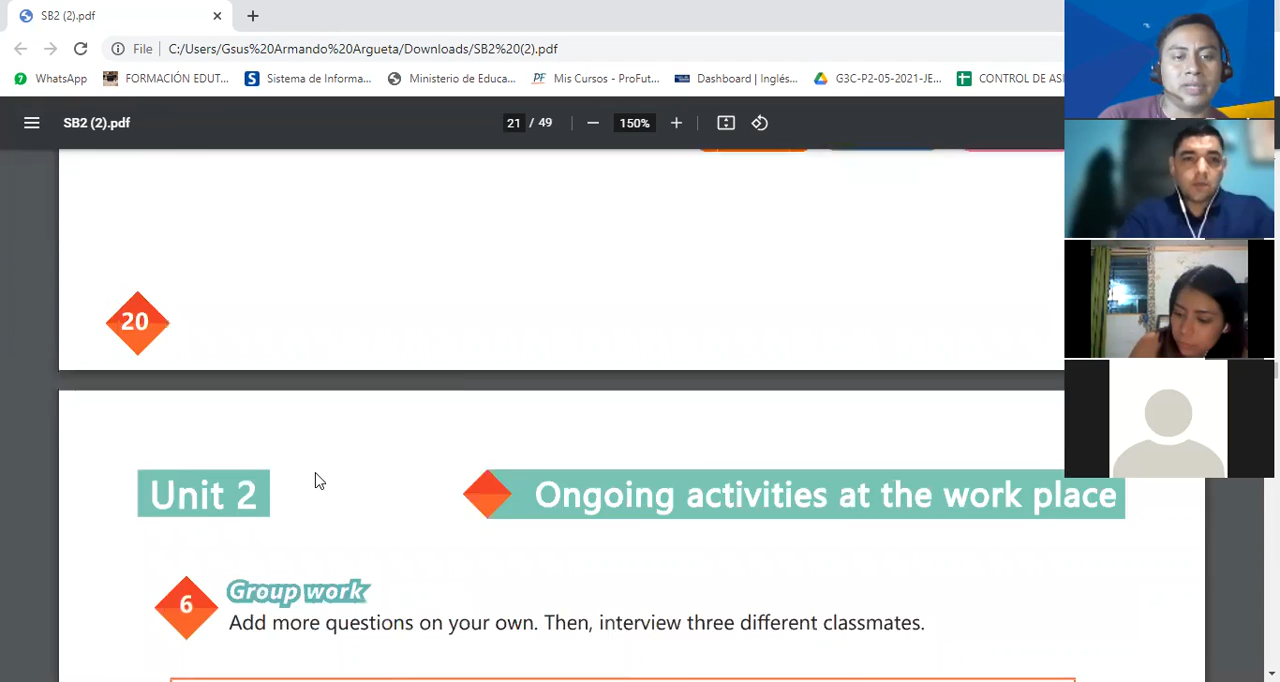 SB2 (2).pdf
File
C:/Users/Gsus%20Armando%20Argueta/Downloads/SB2%20(2).pdf
WhatsApp
FORMACIÓN EDUT...
Sistema de Informa...
Ministerio de Educa...
Mis Cursos - ProFut...
Dashboard | Inglés...
G3C-P2-05-2021-JE...
CONTROL DE ASI
SB2 (2).pdf
21 / 49
150%
20
Unit 2
Ongoing activities at the work place
6
Group work
Add more questions on your own. Then, interview three different classmates.